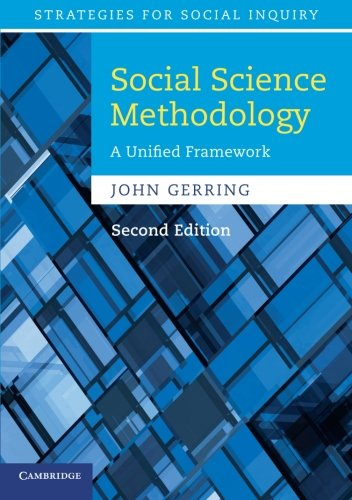 STRATEGIES FOR SOCIAL INQUIRY
Social Science
Methodology
A Unified Framework
JOHN GERRING
Second Edition
CAMBRIDGE